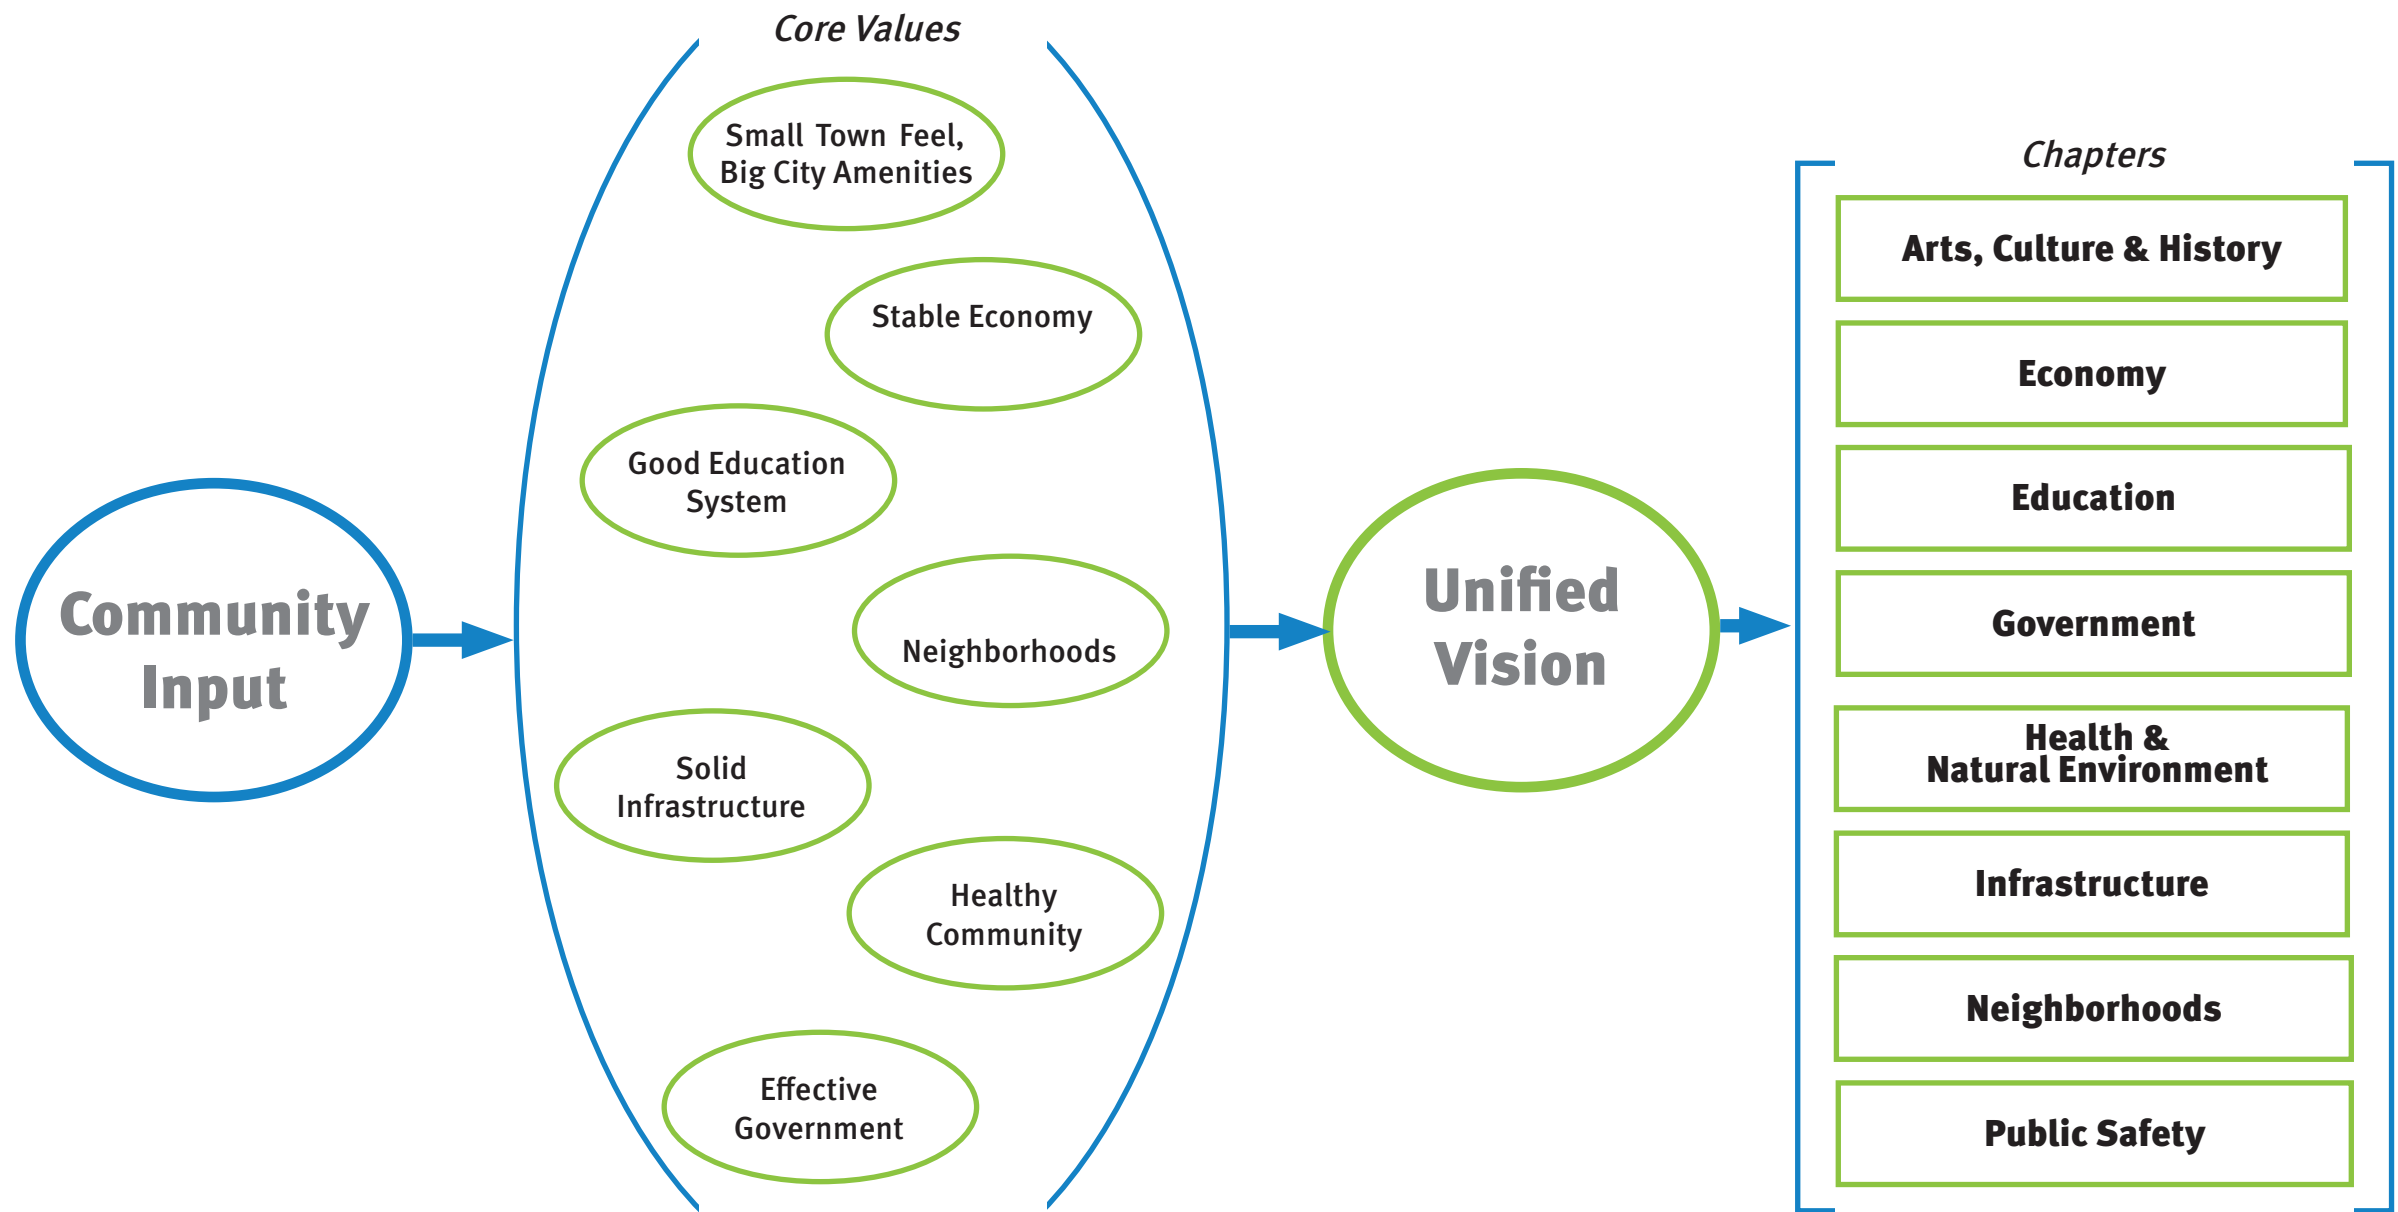 Core Values
Small Town Feel,
Big City Amenities
Stable Economy
Good Education
System
Neighborhoods
Solid
Infrastructure
Healthy
Community
Effective
Government
Community
Input
Unified
Vision
Chapters
Arts, Culture & History
Economy
Education
Government
Health &
Natural Environment
Infrastructure
Neighborhoods
Public Safety